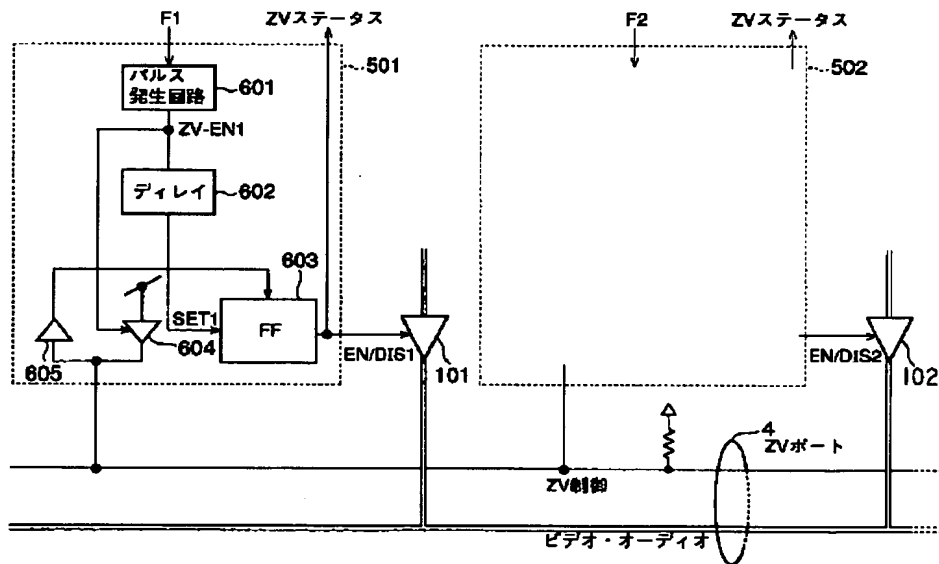 F1
ZVステータス
F2
ZVステータス
501
502
パルス
発生回路
601
ZV-EN1
ディレイ
602
603
SET1
FF
604
605
EN/DIS1
101
EN/DIS2
102
4
ZVポート
ZV制御
ビデオ・オーディオ